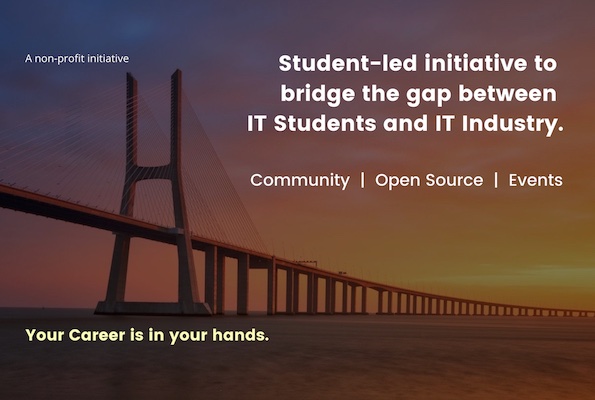 A non-profit initiative
Student-led initiative to
bridge the gap between
IT Students and IT Industry.
Community | Open Source | Events
Your Career is in your hands.